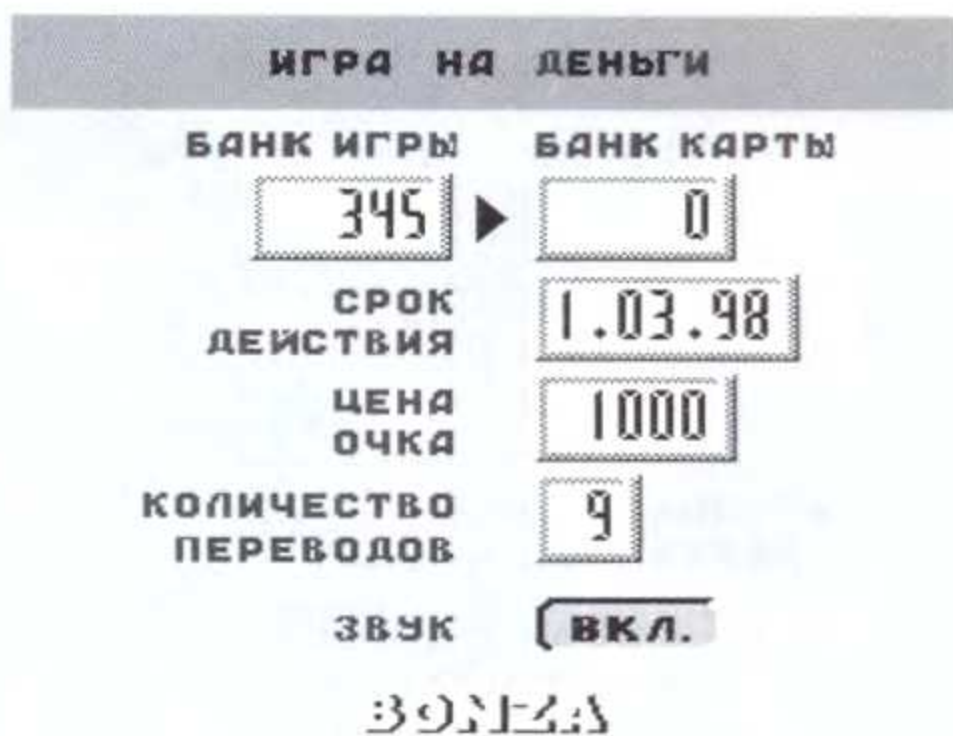 ИГРА НА ДЕНЬГИ
БАНК ИГРЫ БАНК КАРТЫ
345 0
СРОК ДЕЙСТВИЯ 1.03.98
ЦЕНА ОЧКА 1000
КОЛИЧЕСТВО ПЕРЕВОДОВ 9
ЗВУК ВКЛ.
BONZA